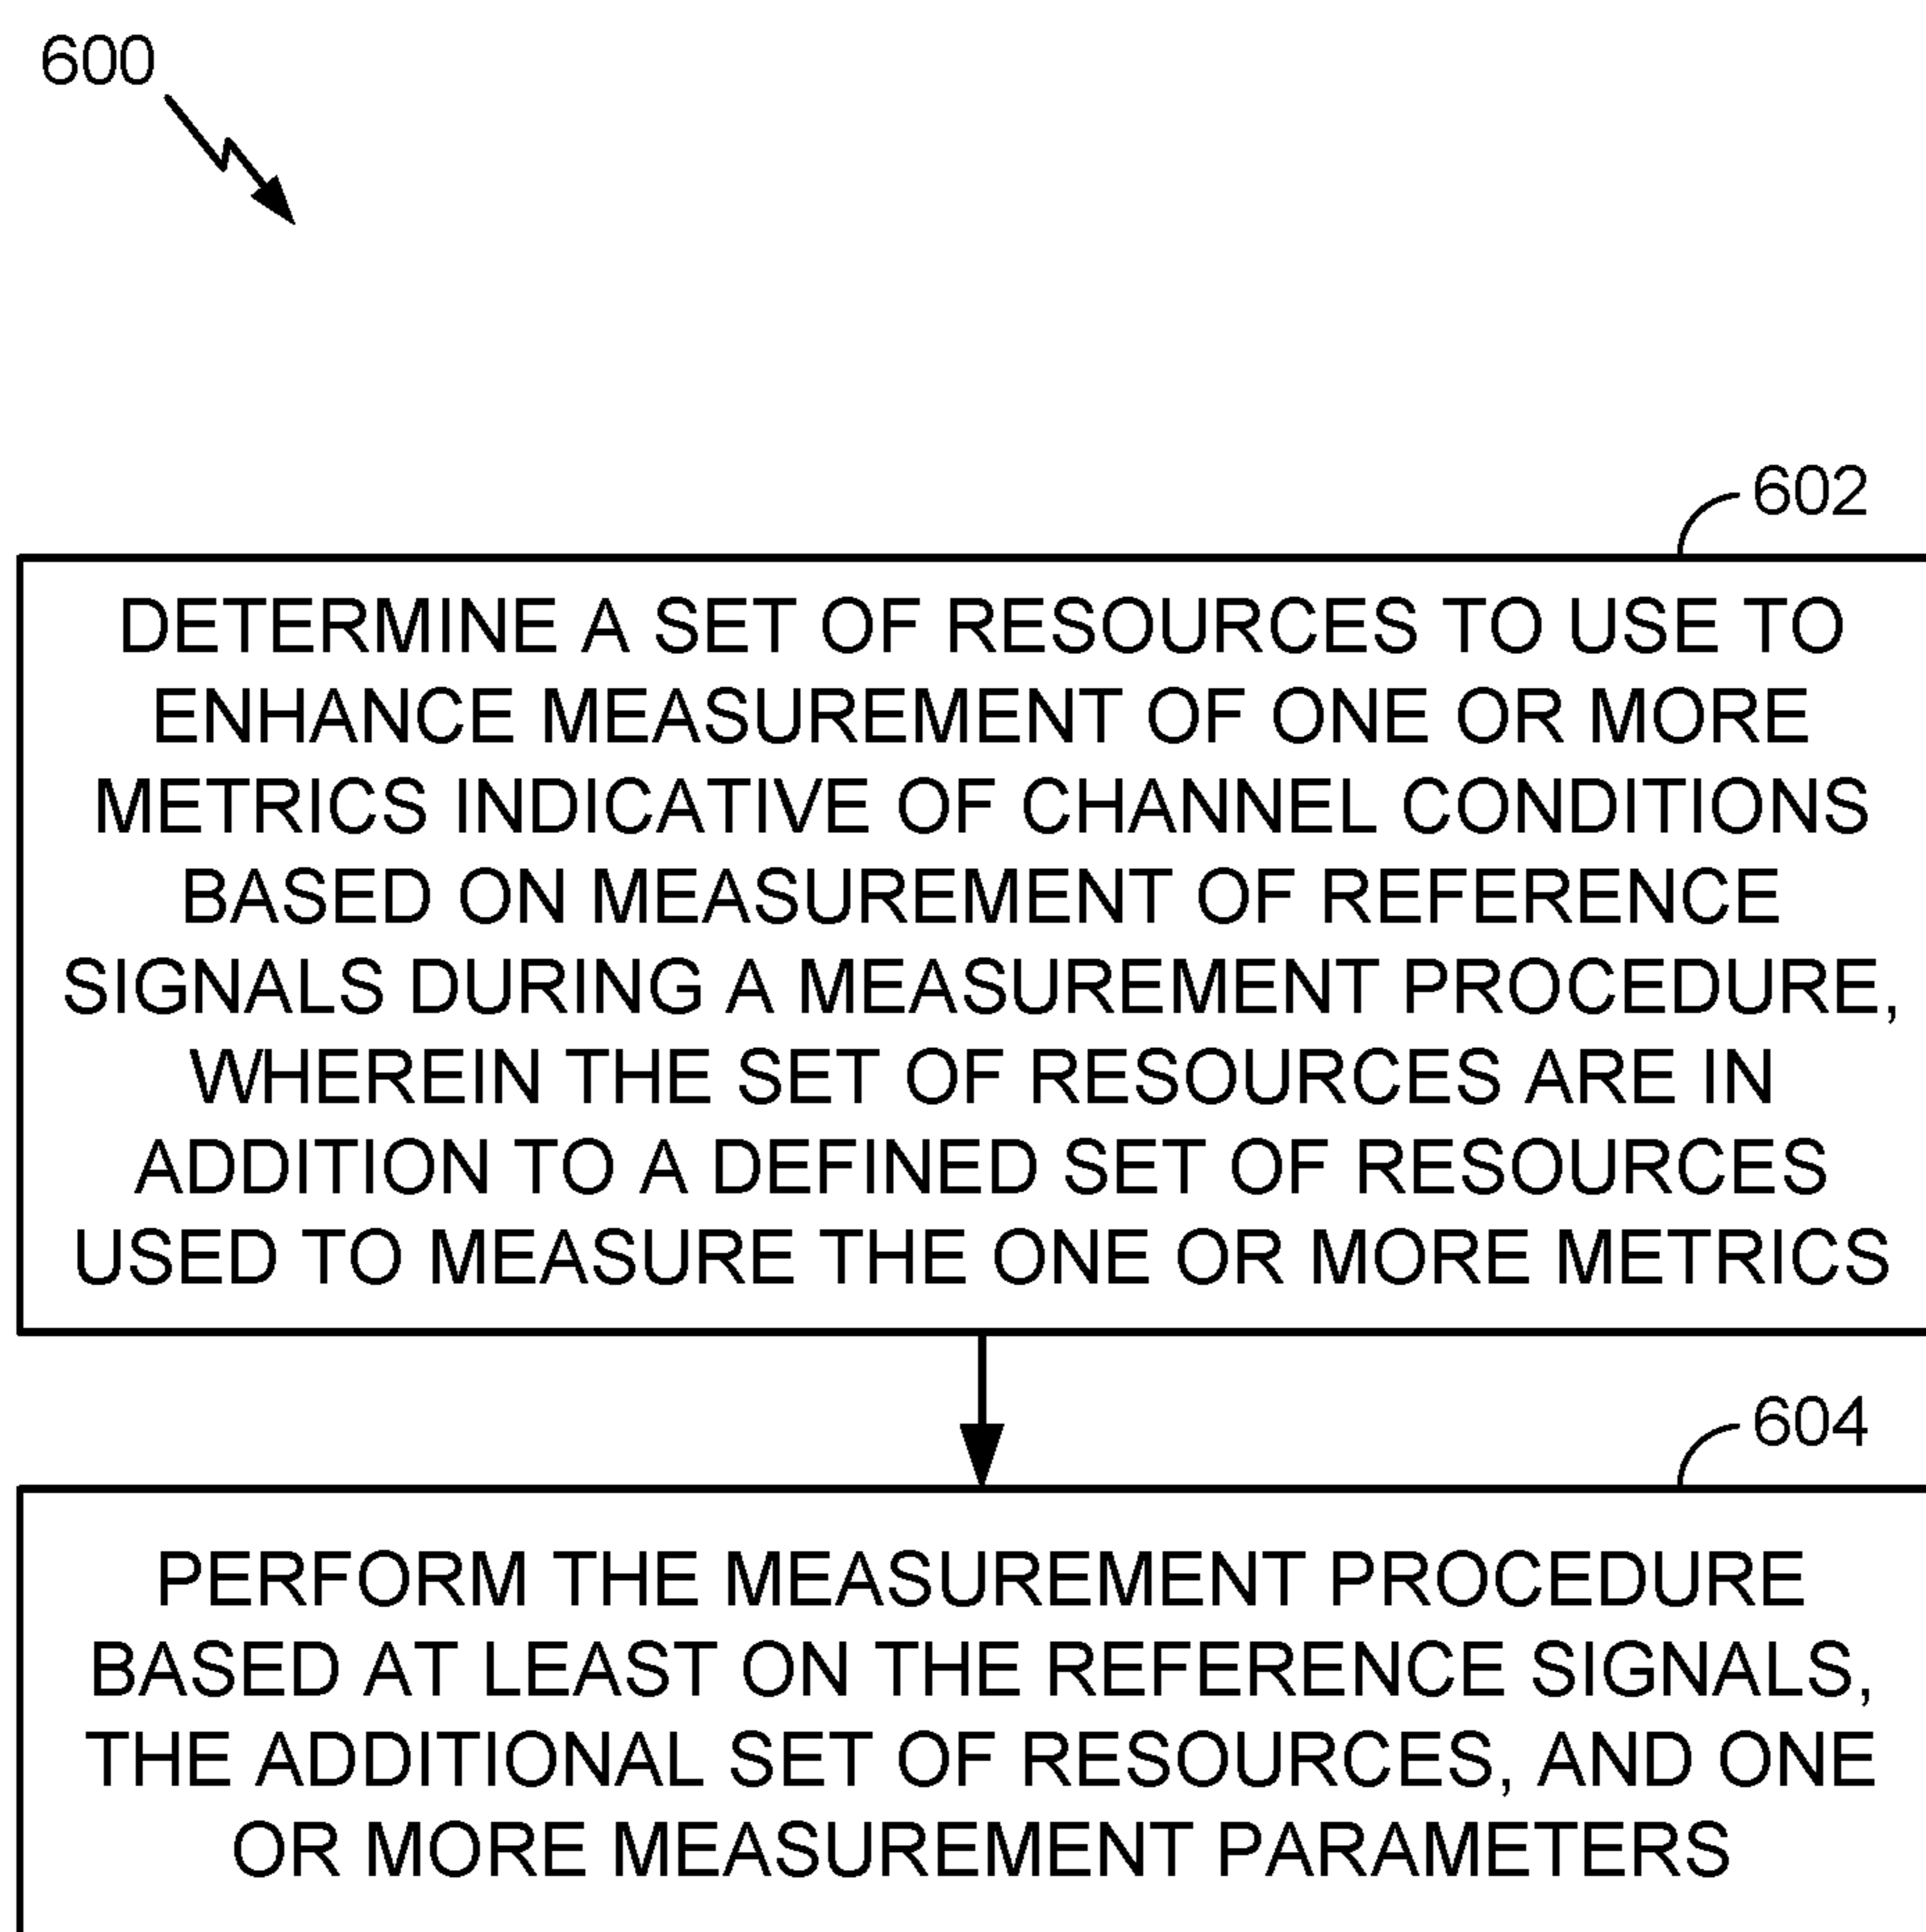 600
602
DETERMINE A SET OF RESOURCES TO USE TO
ENHANCE MEASUREMENT OF ONE OR MORE
METRICS INDICATIVE OF CHANNEL CONDITIONS
BASED ON MEASUREMENT OF REFERENCE
SIGNALS DURING A MEASUREMENT PROCEDURE,
WHEREIN THE SET OF RESOURCES ARE IN
ADDITION TO A DEFINED SET OF RESOURCES
USED TO MEASURE THE ONE OR MORE METRICS
604
PERFORM THE MEASUREMENT PROCEDURE
BASED AT LEAST ON THE REFERENCE SIGNALS,
THE ADDITIONAL SET OF RESOURCES, AND ONE
OR MORE MEASUREMENT PARAMETERS